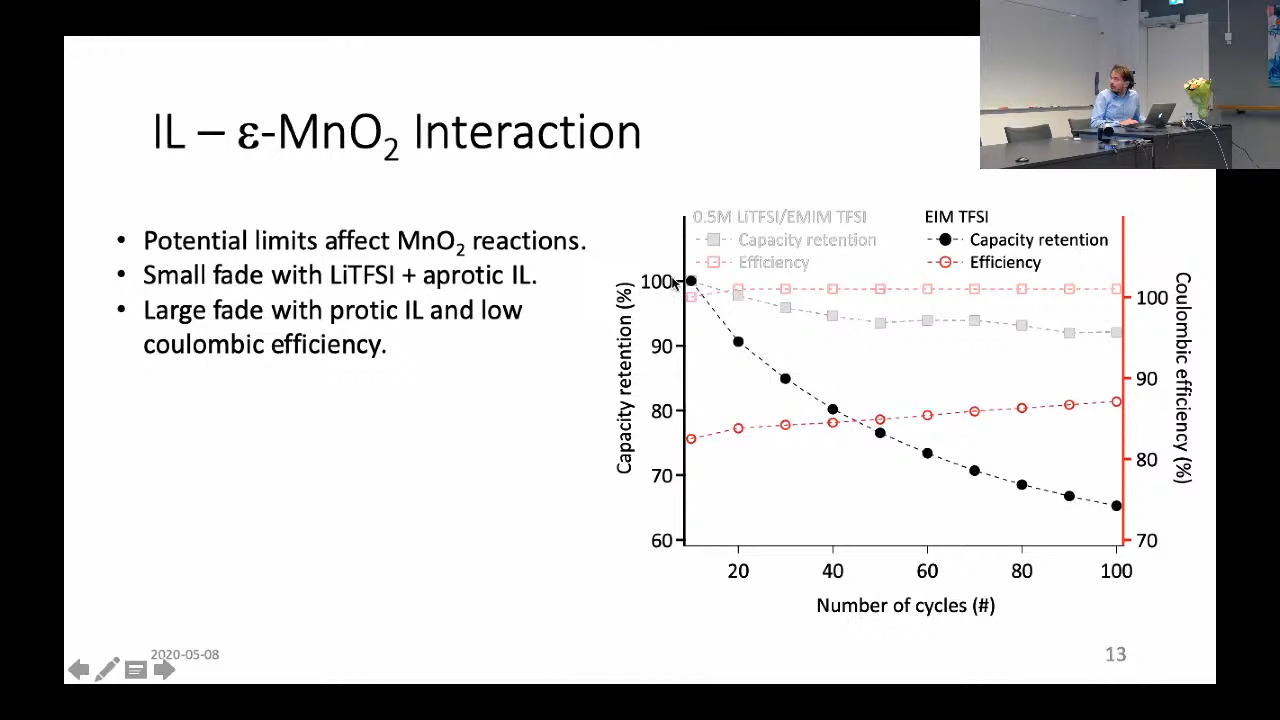 IL – ε-MnO₂ Interaction
• Potential limits affect MnO₂ reactions.
• Small fade with LiTFSI + aprotic IL.
• Large fade with protic IL and low
coulombic efficiency.
0.5M LiTFSI/EMIM TFSI
Capacity retention
Efficiency
EIM TFSI
Capacity retention
Efficiency
Capacity retention (%)
100
90
80
70
60
20
40
60
80
100
Number of cycles (#)
100
90
80
70
Coulombic efficiency (%)
2020-05-08
13